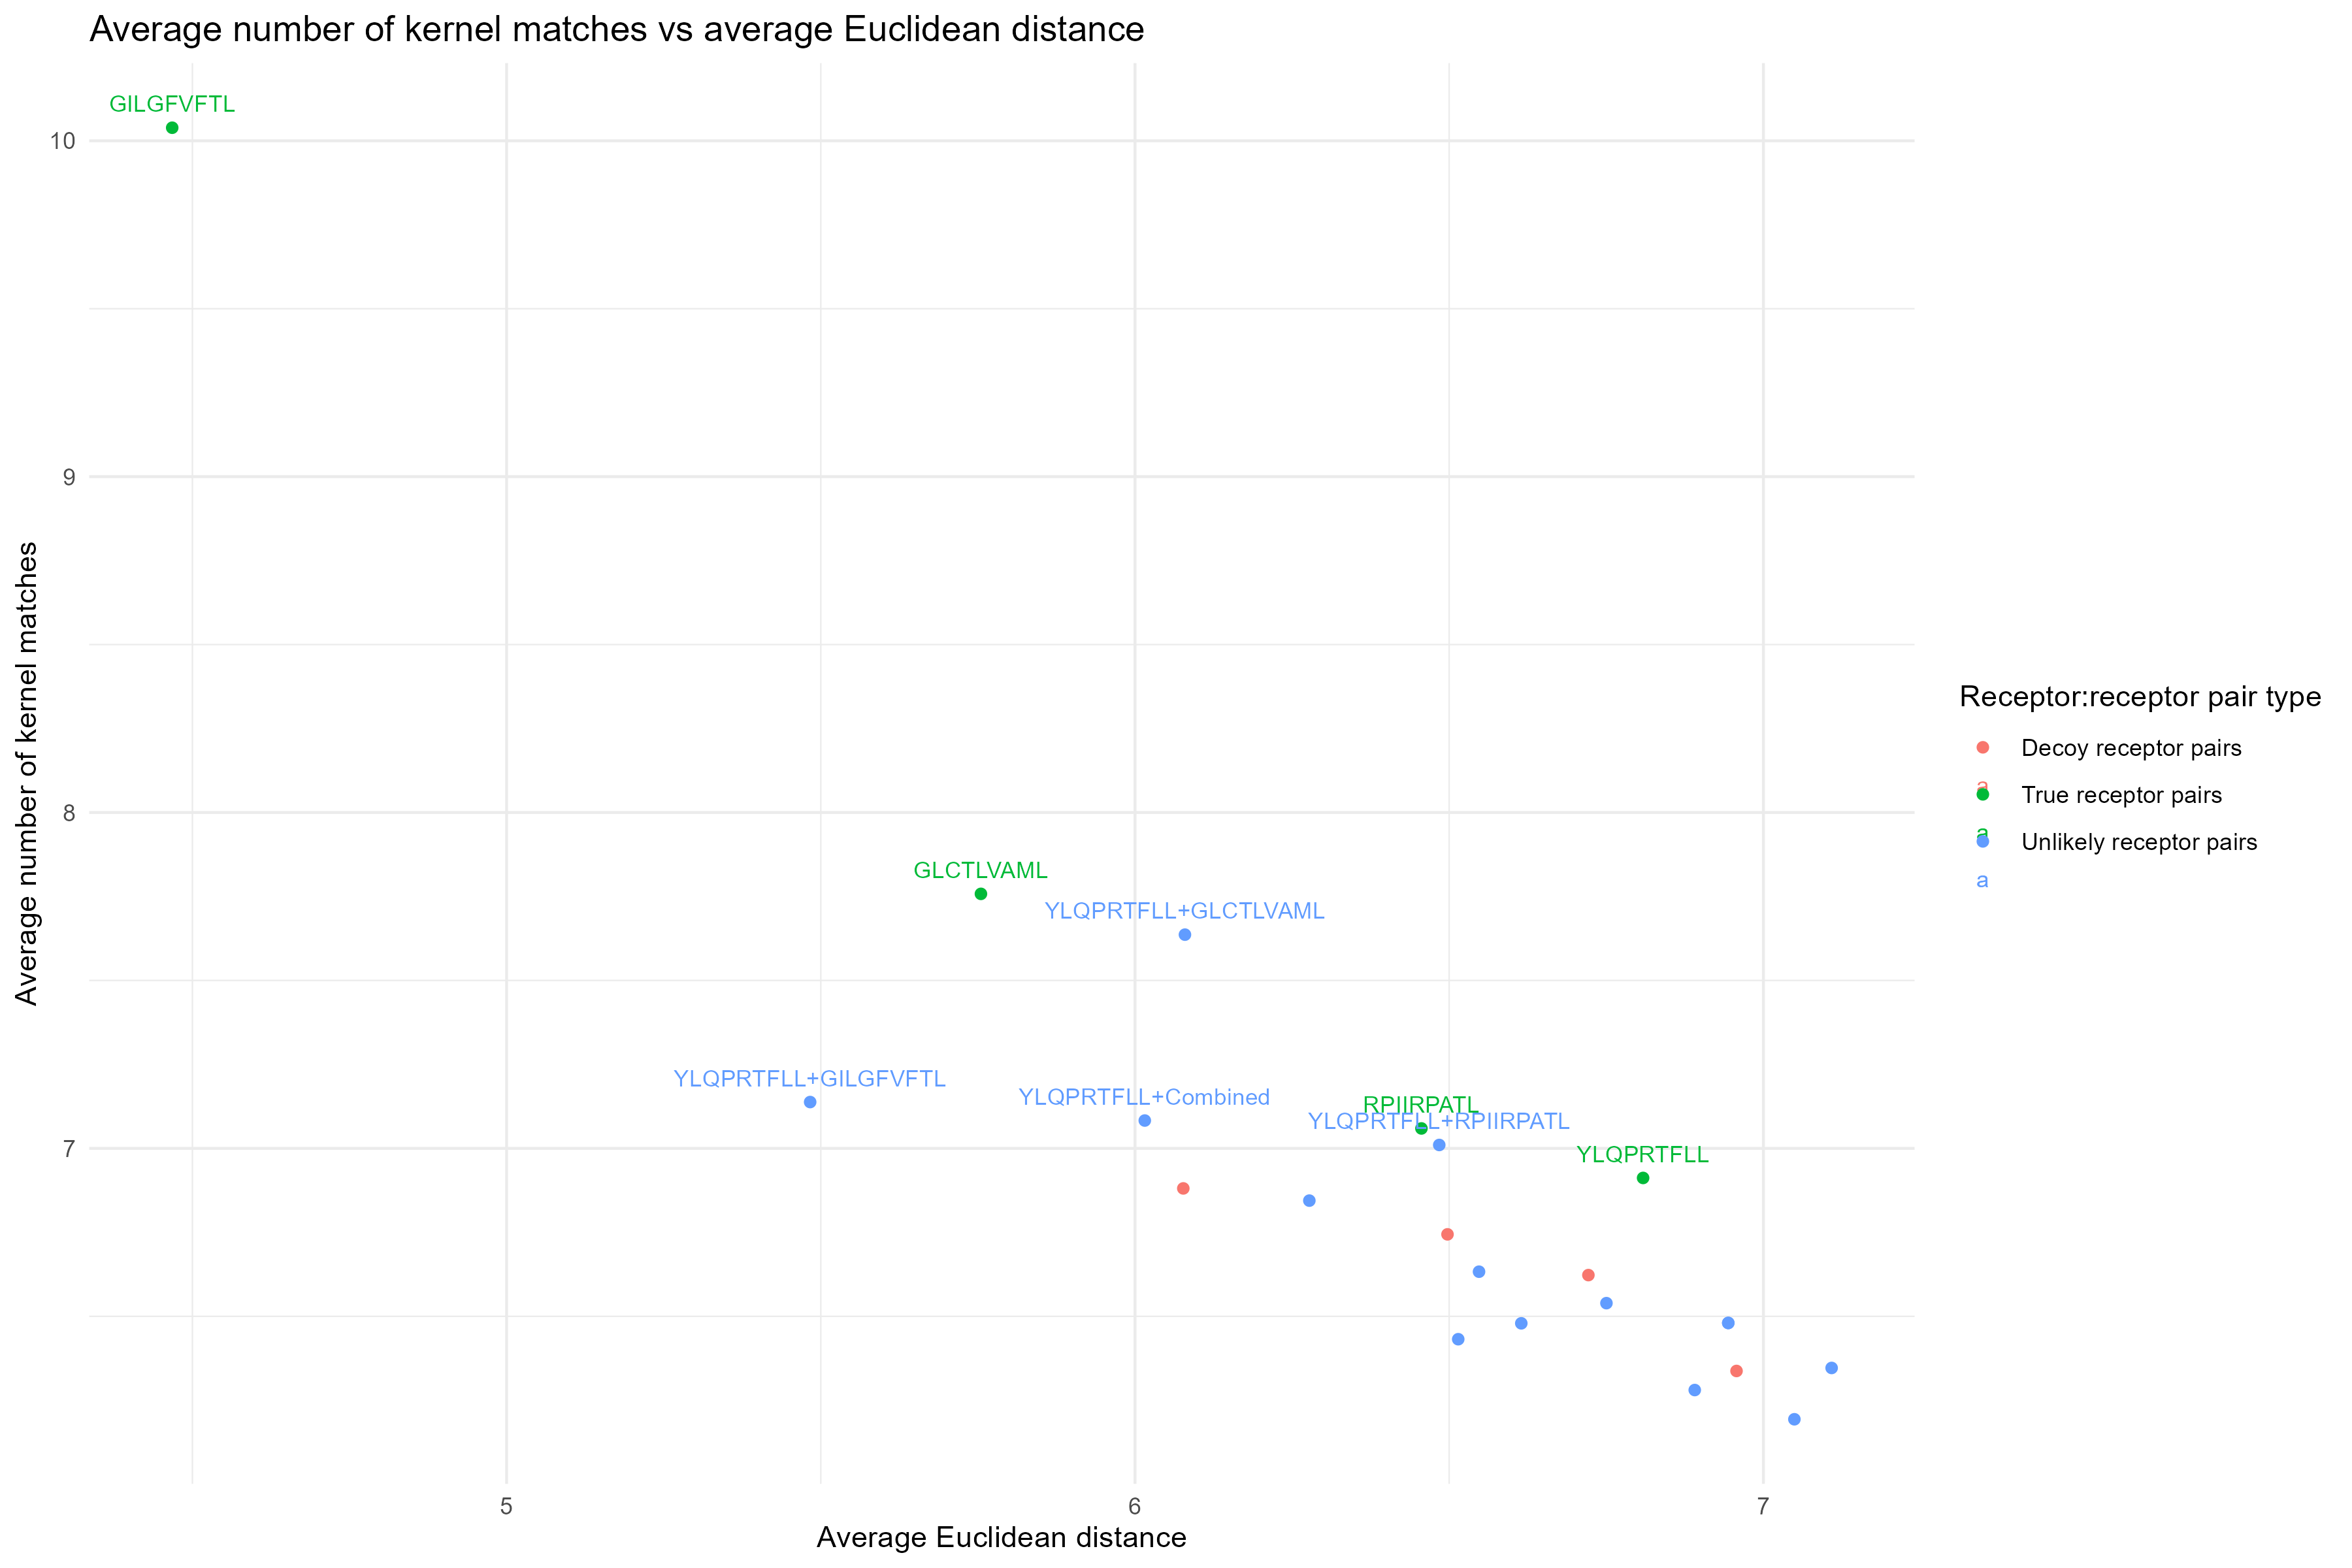 Average number of kernel matches vs average Euclidean distance
GILGFVFTL
10
9
Average number of kernel matches
Receptor:receptor pair type
Decoy receptor pairs
a
True receptor pairs
a
Unlikely receptor pairs
a
8
GLCTLVAML
YLQPRTFLL+GLCTLVAML
YLQPRTFLL+GILGFVFTL
YLQPRTFLL+Combined
RPIIRPATL
YLQPRTFLL+RPIIRPATL
7
YLQPRTFLL
5
6
7
Average Euclidean distance